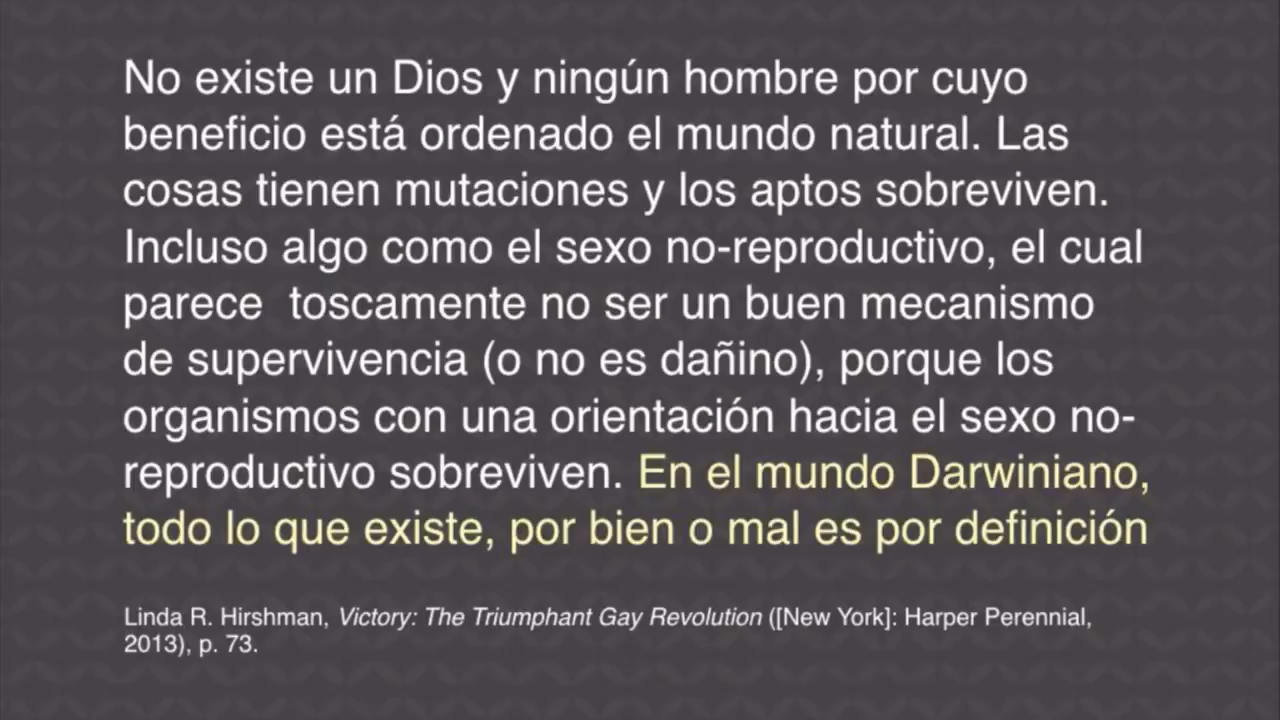 No existe un Dios y ningún hombre por cuyo
beneficio está ordenado el mundo natural. Las
cosas tienen mutaciones y los aptos sobreviven.
Incluso algo como el sexo no-reproductivo, el cual
parece  toscamente no ser un buen mecanismo
de supervivencia (o no es dañino), porque los
organismos con una orientación hacia el sexo no-
reproductivo sobreviven. En el mundo Darwiniano,
todo lo que existe, por bien o mal es por definición
Linda R. Hirshman, Victory: The Triumphant Gay Revolution ([New York]: Harper Perennial,
2013), p. 73.